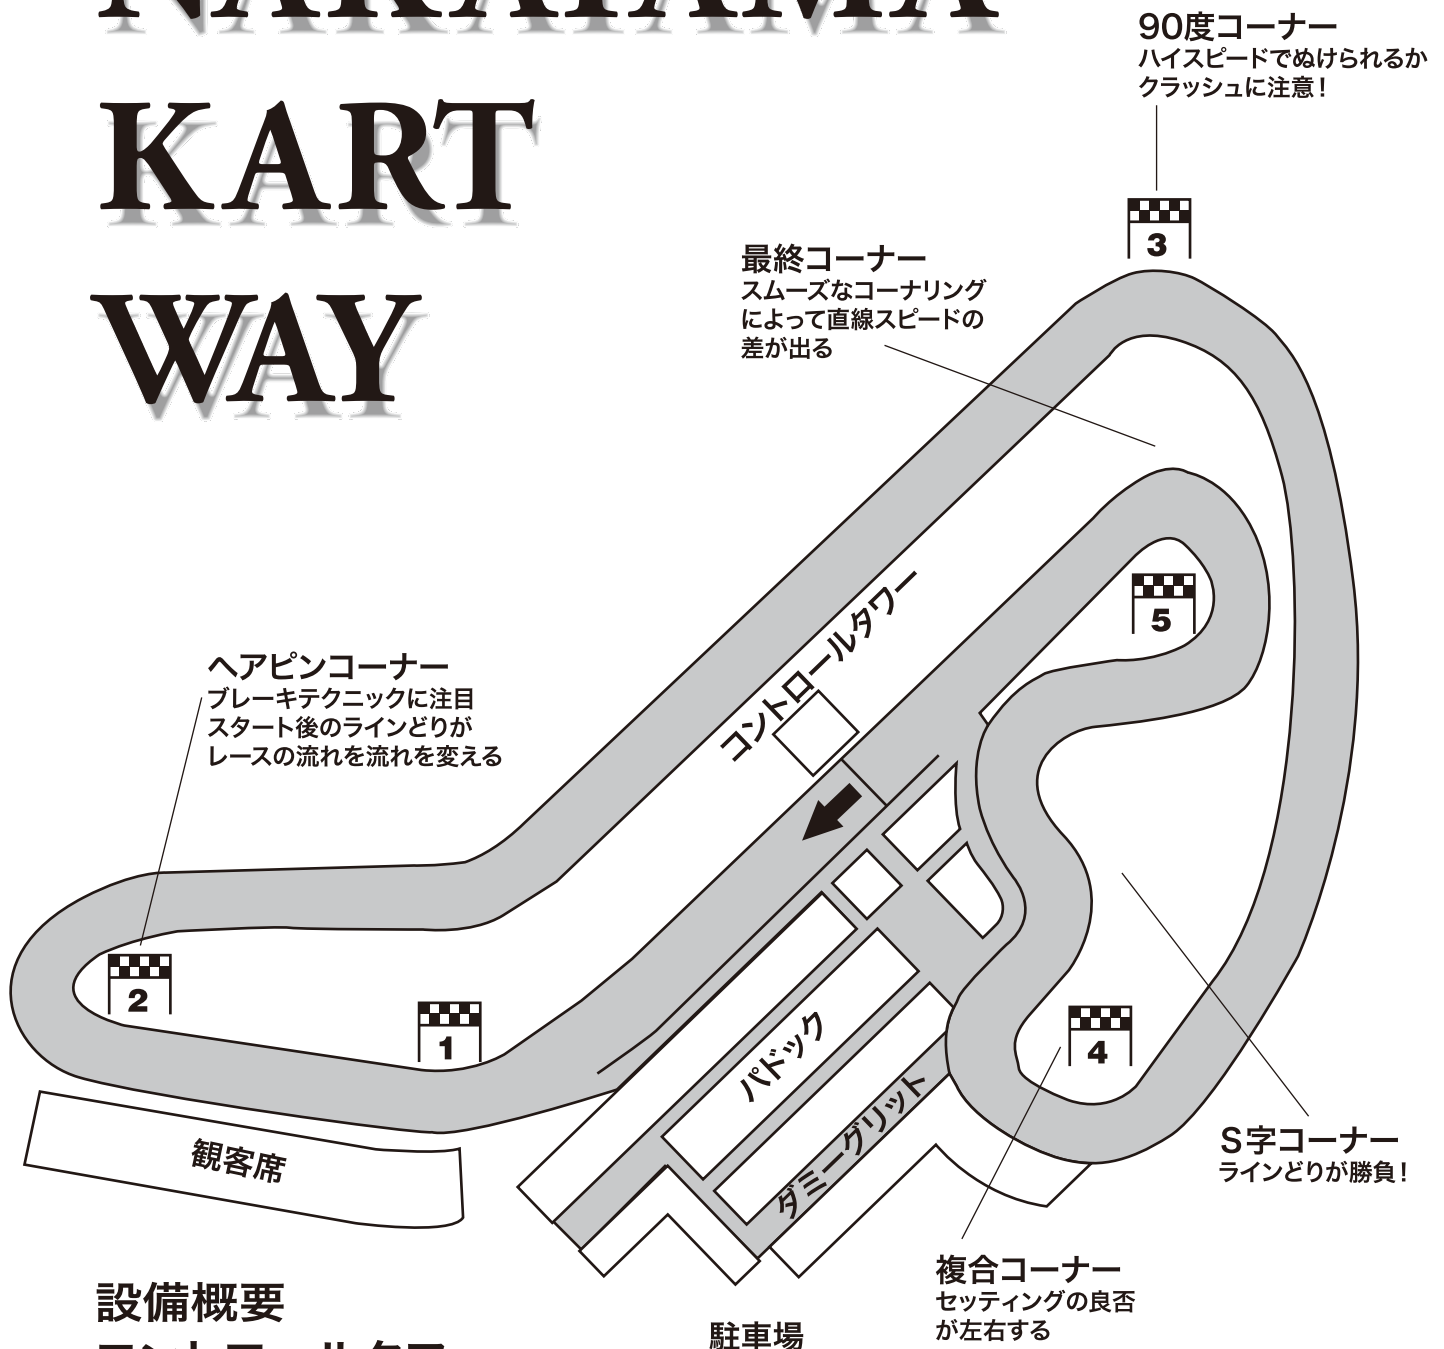 NAKAYAMA
KART
WAY
90度コーナー
ハイスピードでぬけられるか
クラッシュに注意！
3
最終コーナー
スムーズなコーナリング
によって直線スピードの
差が出る
5
コントロールタワー
ヘアピンコーナー
ブレーキテクニックに注目
スタート後のラインどりが
レースの流れを流れを変える
2
1
4
パドック
ダミーグリット
観客席
S字コーナー
ラインどりが勝負！
複合コーナー
セッティングの良否
が左右する
設備概要
駐車場
コントロールタワ